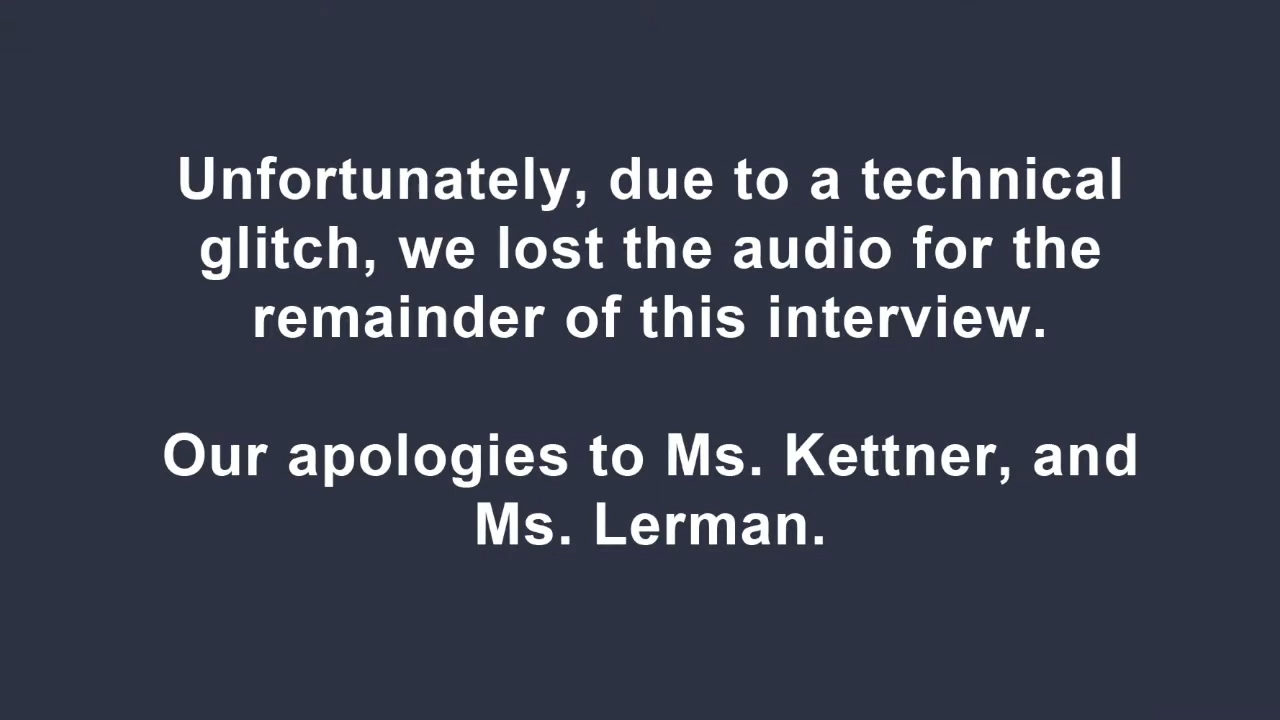 Unfortunately, due to a technical
glitch, we lost the audio for the
remainder of this interview.
Our apologies to Ms. Kettner, and
Ms. Lerman.